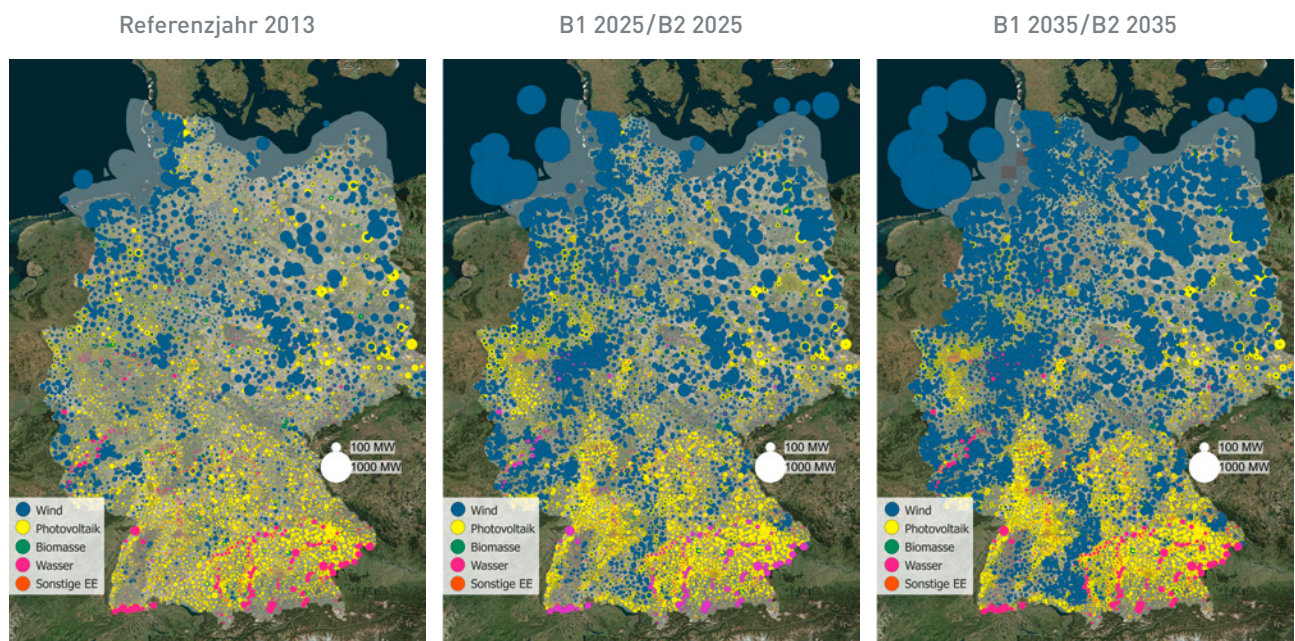 Referenzjahr 2013
B1 2025/B2 2025
B1 2035/B2 2035
100 MW
1000 MW
Wind
Photovoltaik
Biomasse
Wasser
Sonstige EE
100 MW
1000 MW
Wind
Photovoltaik
Biomasse
Wasser
Sonstige EE
100 MW
1000 MW
Wind
Photovoltaik
Biomasse
Wasser
Sonstige EE